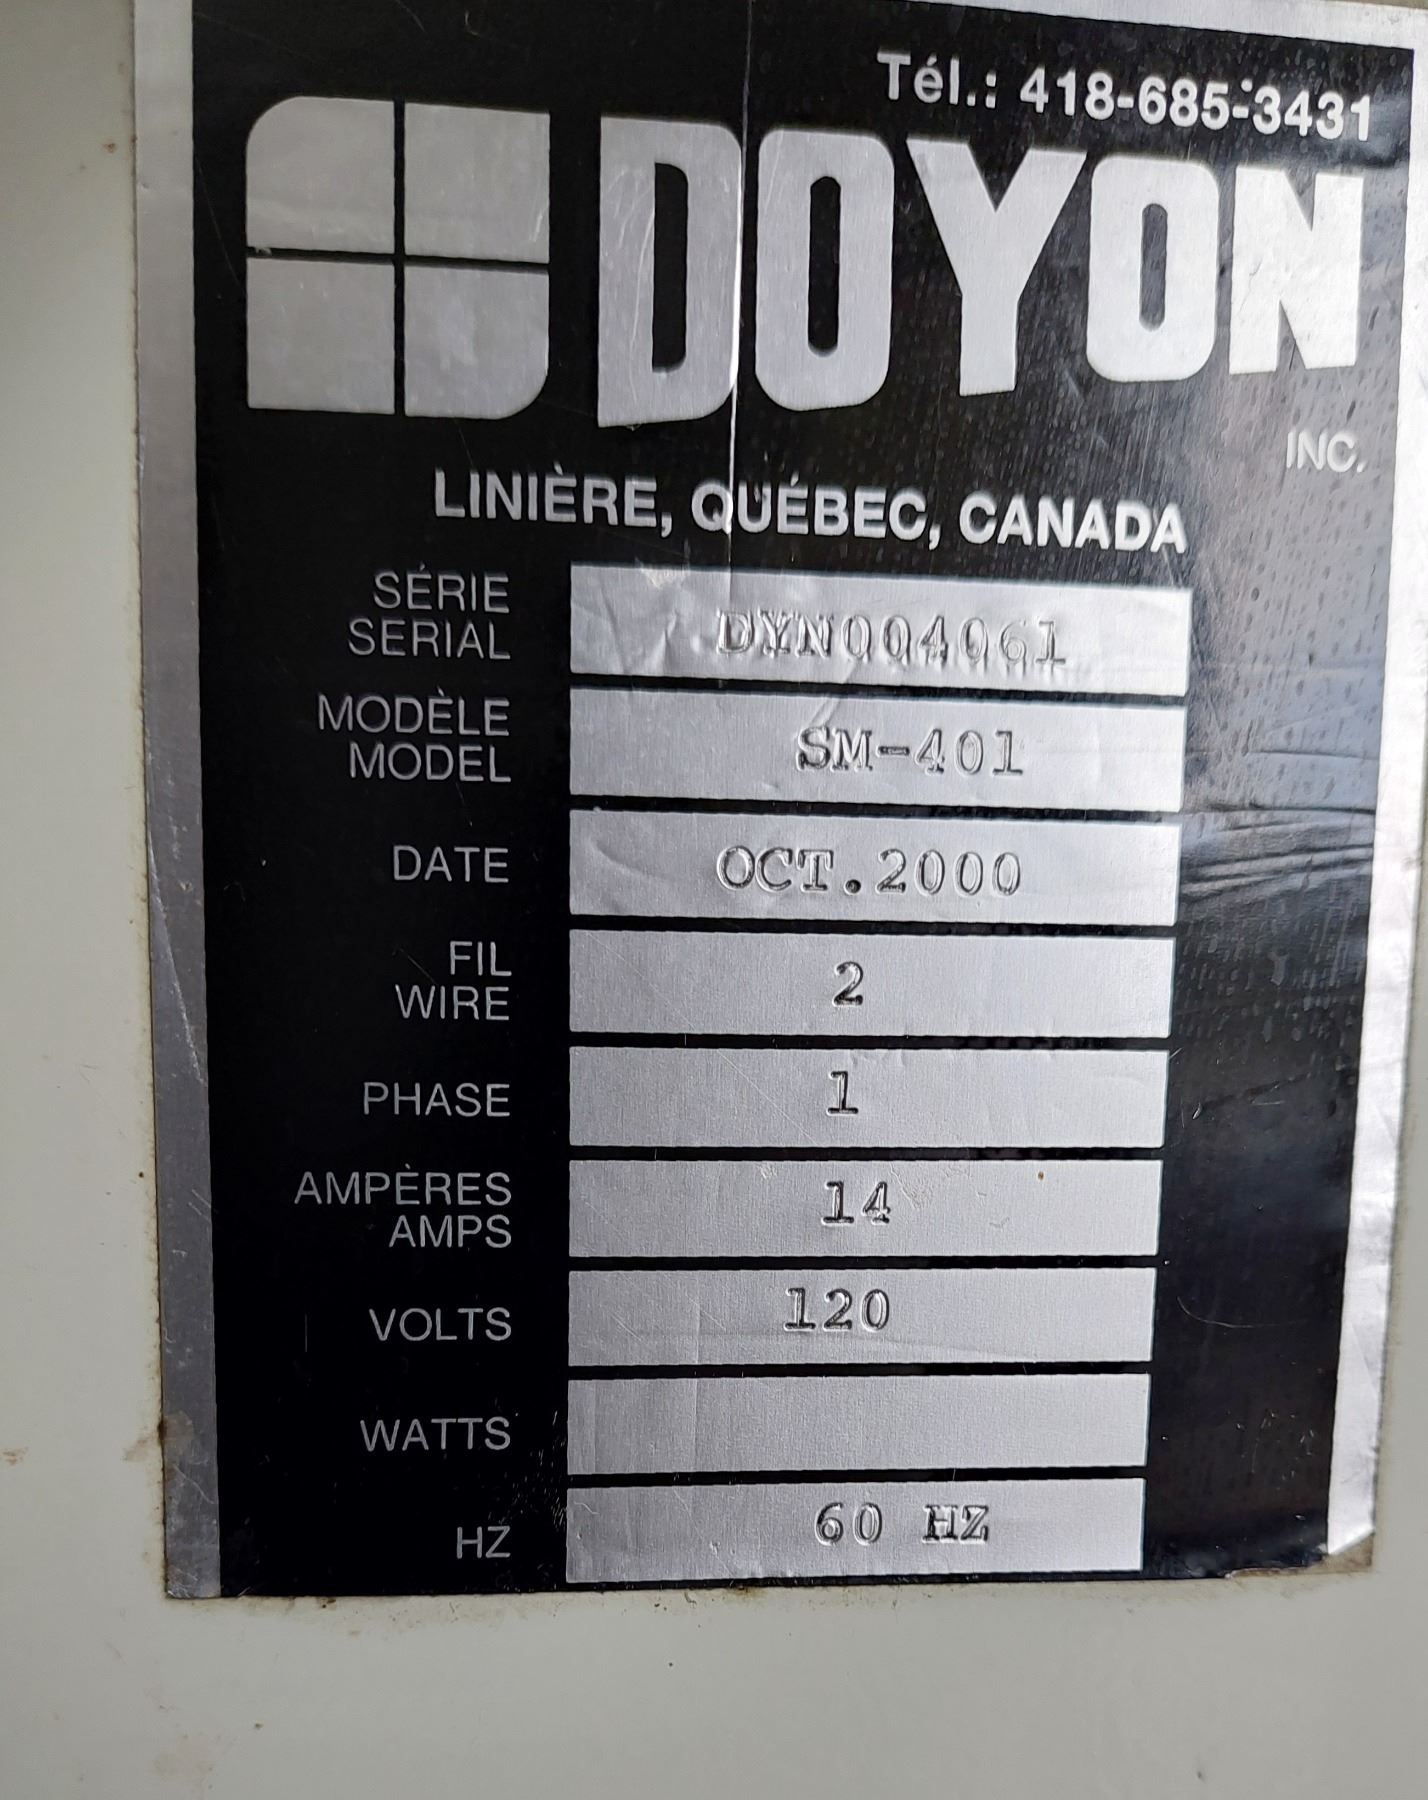 Tél.: 418-685-3431
DOYON
INC.
LINIÈRE, QUÉBEC, CANADA
SÉRIE
SERIAL DYN004061
MODÈLE
MODEL SM-401
DATE OCT.2000
FIL
WIRE 2
PHASE 1
AMPÈRES
AMPS 14
VOLTS 120
WATTS
HZ 60 HZ